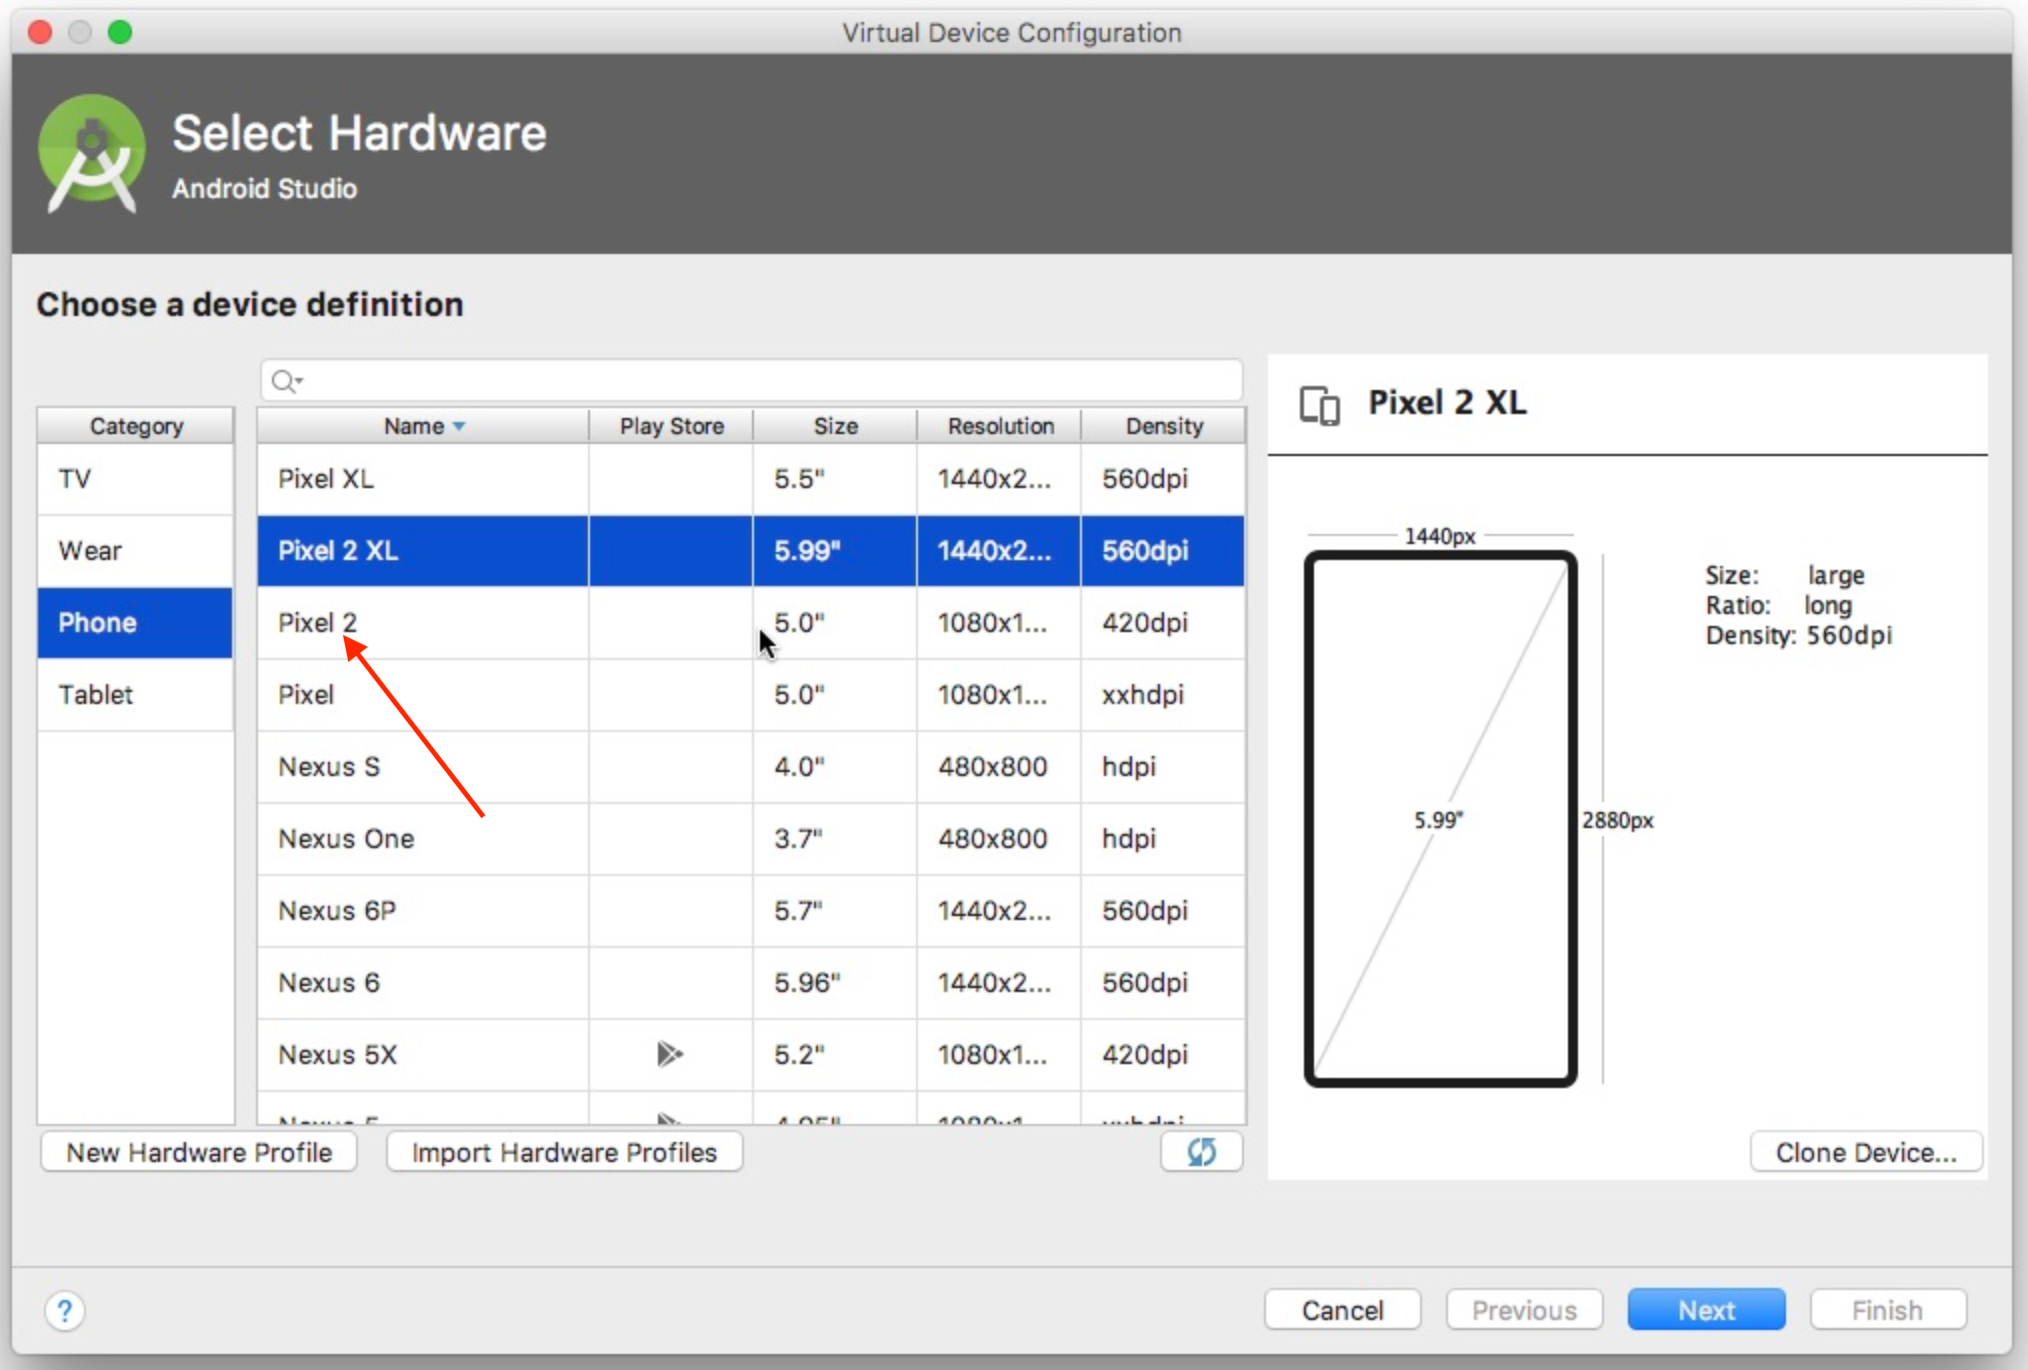 Virtual Device Configuration
Select Hardware
Android Studio
Choose a device definition
Category
TV
Wear
Phone
Tablet
Name Play Store Size Resolution Density
Pixel XL 5.5" 1440x2... 560dpi
Pixel 2 XL 5.99" 1440x2... 560dpi
Pixel 2 5.0" 1080x1... 420dpi
Pixel 5.0" 1080x1... xxhdpi
Nexus S 4.0" 480x800 hdpi
Nexus One 3.7" 480x800 hdpi
Nexus 6P 5.7" 1440x2... 560dpi
Nexus 6 5.96" 1440x2... 560dpi
Nexus 5X 5.2" 1080x1... 420dpi
New Hardware Profile
Import Hardware Profiles
Pixel 2 XL
1440px
5.99"
2880px
Size: large
Ratio: long
Density: 560dpi
Clone Device...
?
Cancel
Previous
Next
Finish